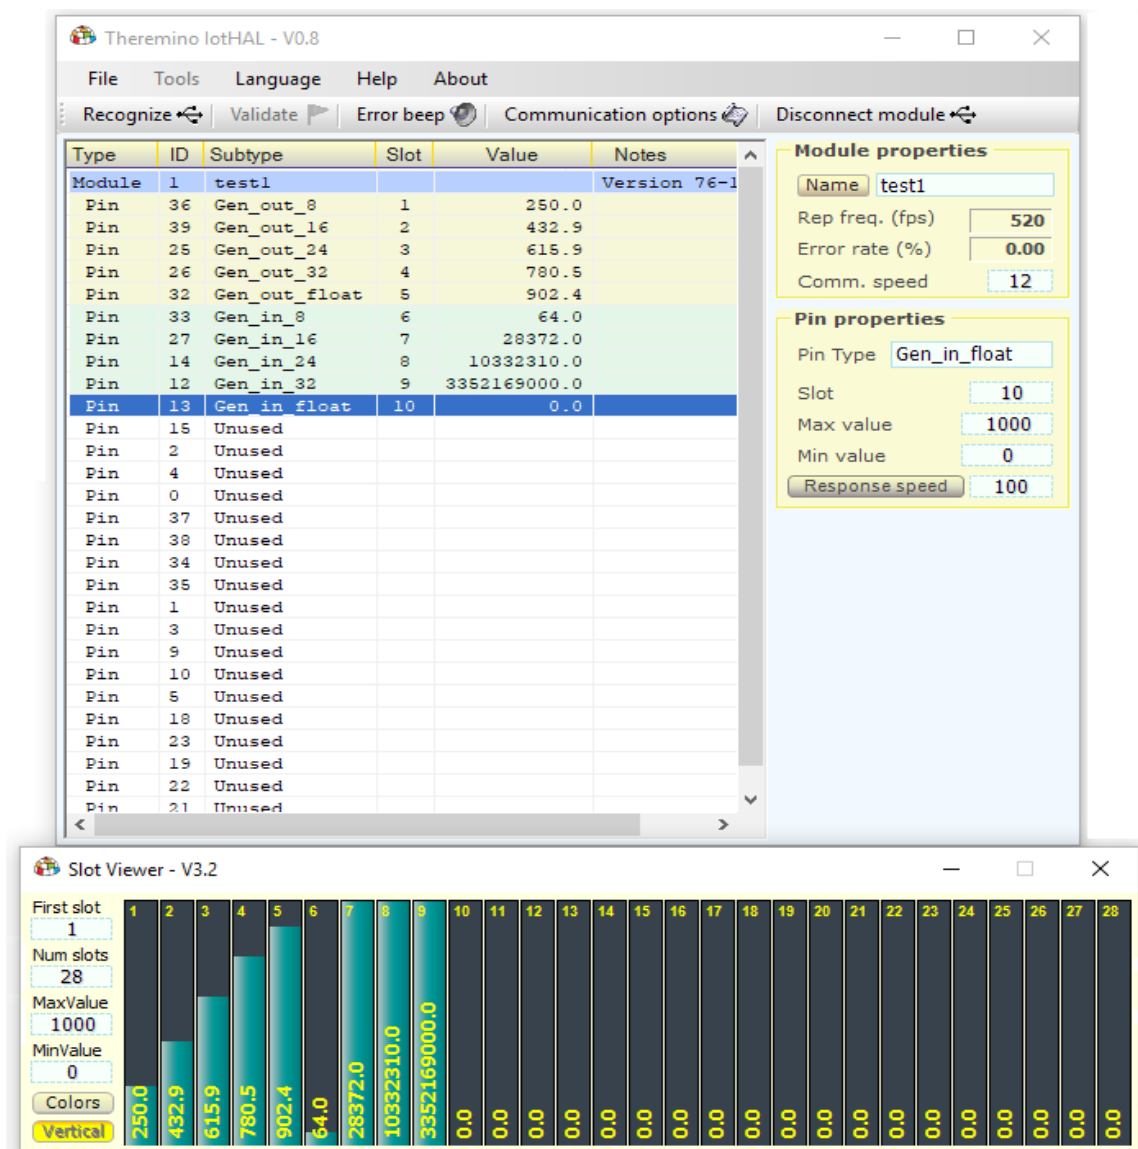 Theremino IotHAL - V0.8
File Tools Language Help About
Recognize Validate Error beep Communication options Disconnect module
Type ID Subtype Slot Value Notes
Module 1 test1 Version 76-1
Pin 36 Gen_out_8 1 250.0
Pin 39 Gen_out_16 2 432.9
Pin 25 Gen_out_24 3 615.9
Pin 26 Gen_out_32 4 780.5
Pin 32 Gen_out_float 5 902.4
Pin 33 Gen_in_8 6 64.0
Pin 27 Gen_in_16 7 28372.0
Pin 14 Gen_in_24 8 10332310.0
Pin 12 Gen_in_32 9 3352169000.0
Pin 13 Gen_in_float 10 0.0
Pin 15 Unused
Pin 2 Unused
Pin 4 Unused
Pin 0 Unused
Pin 37 Unused
Pin 38 Unused
Pin 34 Unused
Pin 35 Unused
Pin 1 Unused
Pin 3 Unused
Pin 9 Unused
Pin 10 Unused
Pin 5 Unused
Pin 18 Unused
Pin 23 Unused
Pin 19 Unused
Pin 22 Unused
Pin 21 Unused
Module properties
Name test1
Rep freq. (fps) 520
Error rate (%) 0.00
Comm. speed 12
Pin properties
Pin Type Gen_in_float
Slot 10
Max value 1000
Min value 0
Response speed 100
Slot Viewer - V3.2
First slot
1
Num slots
28
MaxValue
1000
MinValue
0
Colors
Vertical
1 2 3 4 5 6 7 8 9 10 11 12 13 14 15 16 17 18 19 20 21 22 23 24 25 26 27 28
250.0 432.9 615.9 780.5 902.4 64.0 28372.0 10332310.0 3352169000.0 0.0 0.0 0.0 0.0 0.0 0.0 0.0 0.0 0.0 0.0 0.0 0.0 0.0 0.0 0.0 0.0 0.0 0.0 0.0